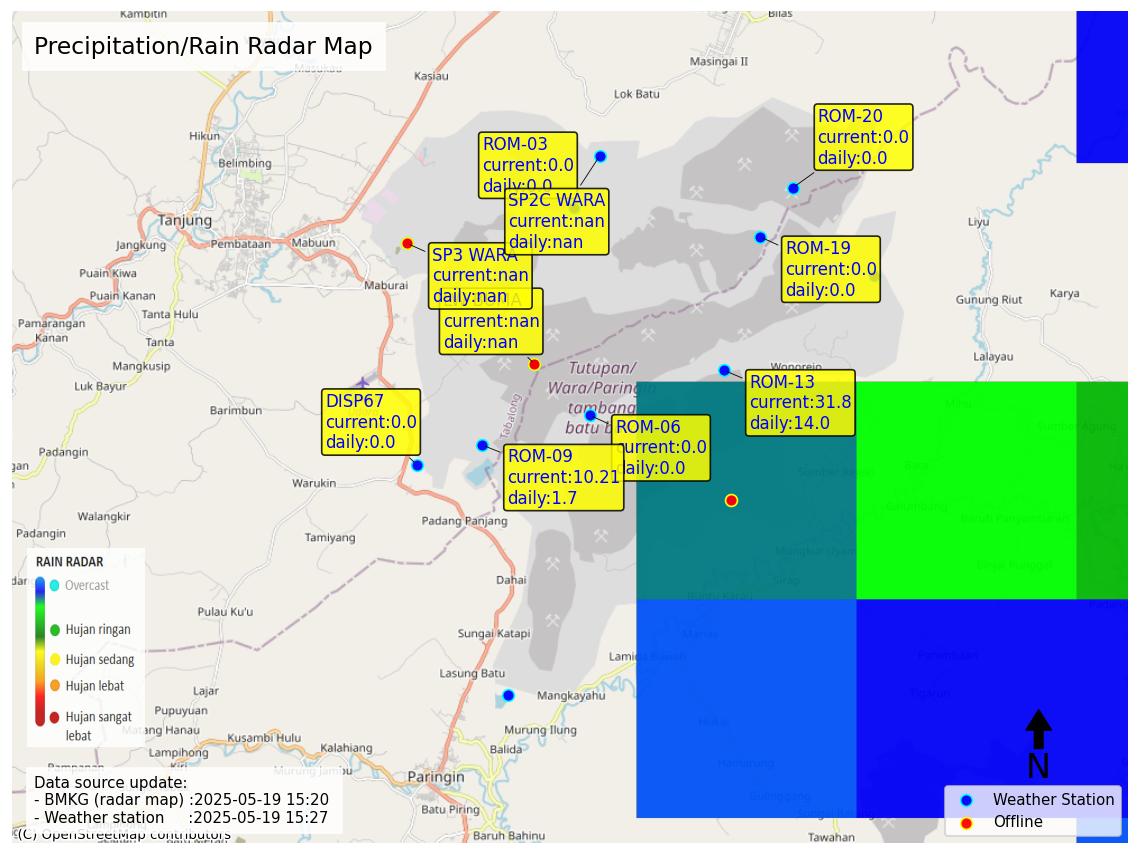 Precipitation/Rain Radar Map
Kambitin
Bilas
Masingai II
Kasiau
Lok Batu
Hikun
Belimbing
Tanjung
Jangkung
Pembataan
Mabuun
Puain Kiwa
Maburai
Puain Kanan
Tanta Hulu
Pamarangan
Kanan
Tanta
Mangkusip
Luk Bayur
Barimbun
Padangin
Warukin
Walangkir
Padangin
Tamiyang
Padang Panjang
Dahai
Pulau Ku'u
Sungai Katapi
Lasung Batu
Lajar
Pupuyuan
Matang Hanau
Lampihong
Kusambi Hulu
Kalahiang
Murung Jambu
Mangkayahu
Murung Ilung
Balida
Paringin
Batu Piring
Baruh Bahinu
Tawahan
Liyu
Gunung Riut
Karya
Lalayau
Wonorejo
Tabalong
Tutupan/
Wara/Paringin
tambang
batu b
ROM-03
current:0.0
daily:0.0
SP2C WARA
current:nan
daily:nan
ROM-20
current:0.0
daily:0.0
ROM-19
current:0.0
daily:0.0
SP3 WARA
current:nan
daily:nan
current:nan
daily:nan
ROM-13
current:31.8
daily:14.0
DISP67
current:0.0
daily:0.0
ROM-06
current:0.0
daily:0.0
ROM-09
current:10.21
daily:1.7
RAIN RADAR
Overcast
Hujan ringan
Hujan sedang
Hujan lebat
Hujan sangat
lebat
Data source update:
- BMKG (radar map) :2025-05-19 15:20
- Weather station :2025-05-19 15:27
(C) OpenStreetMap contributors
N
Weather Station
Offline